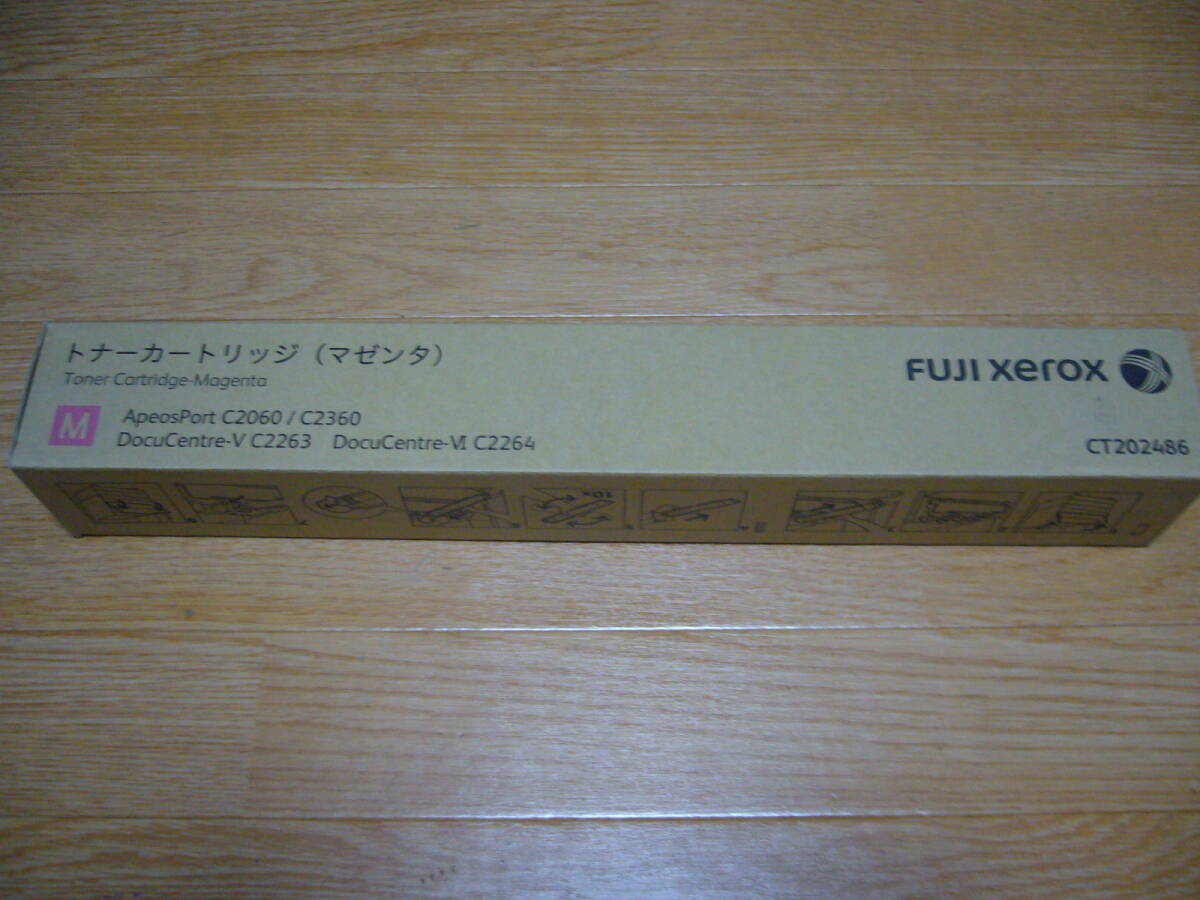 トナーカートリッジ（マゼンタ）
Toner Cartridge-Magenta
M
ApeosPort C2060 / C2360
DocuCentre-V C2263 DocuCentre-VI C2264
FUJI xerox
CT202486
10x